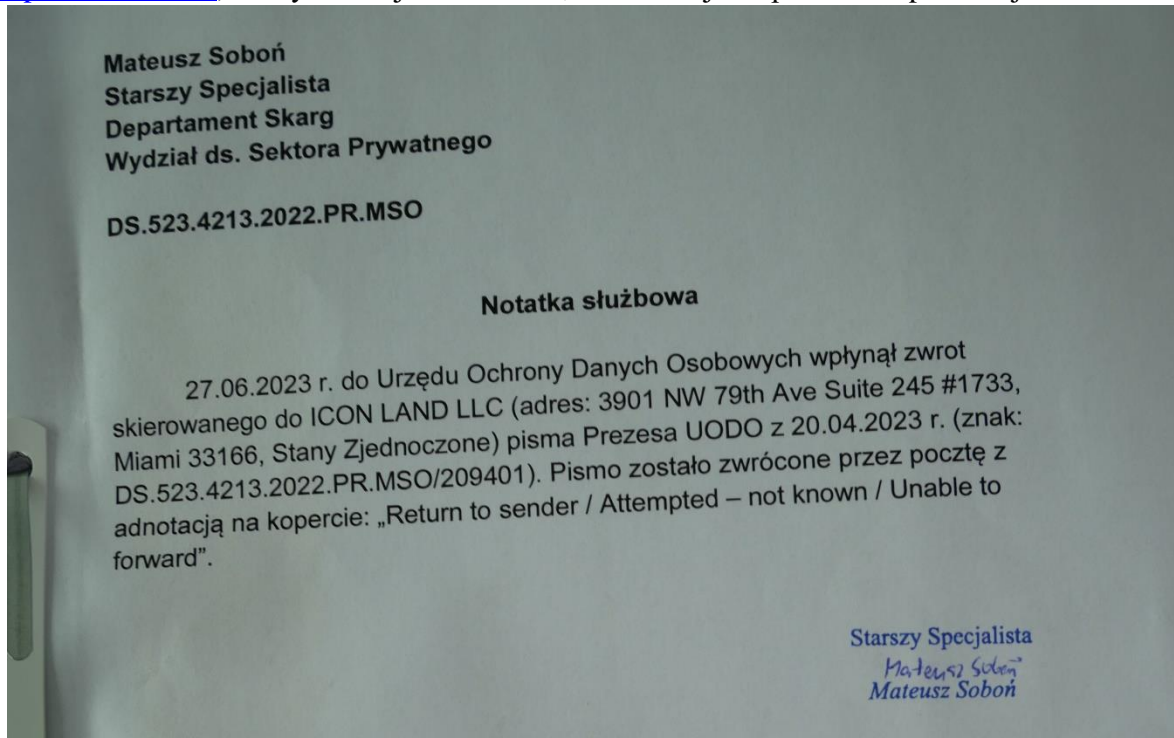 Mateusz Soboń
Starszy Specjalista
Departament Skarg
Wydział ds. Sektora Prywatnego
DS.523.4213.2022.PR.MSO
Notatka służbowa
27.06.2023 r. do Urzędu Ochrony Danych Osobowych wpłynął zwrot
skierowanego do ICON LAND LLC (adres: 3901 NW 79th Ave Suite 245 #1733,
Miami 33166, Stany Zjednoczone) pisma Prezesa UODO z 20.04.2023 r. (znak:
DS.523.4213.2022.PR.MSO/209401). Pismo zostało zwrócone przez pocztę z
adnotacją na kopercie: „Return to sender / Attempted – not known / Unable to
forward”.
Starszy Specjalista
Mateusz Soboń
Mateusz Soboń